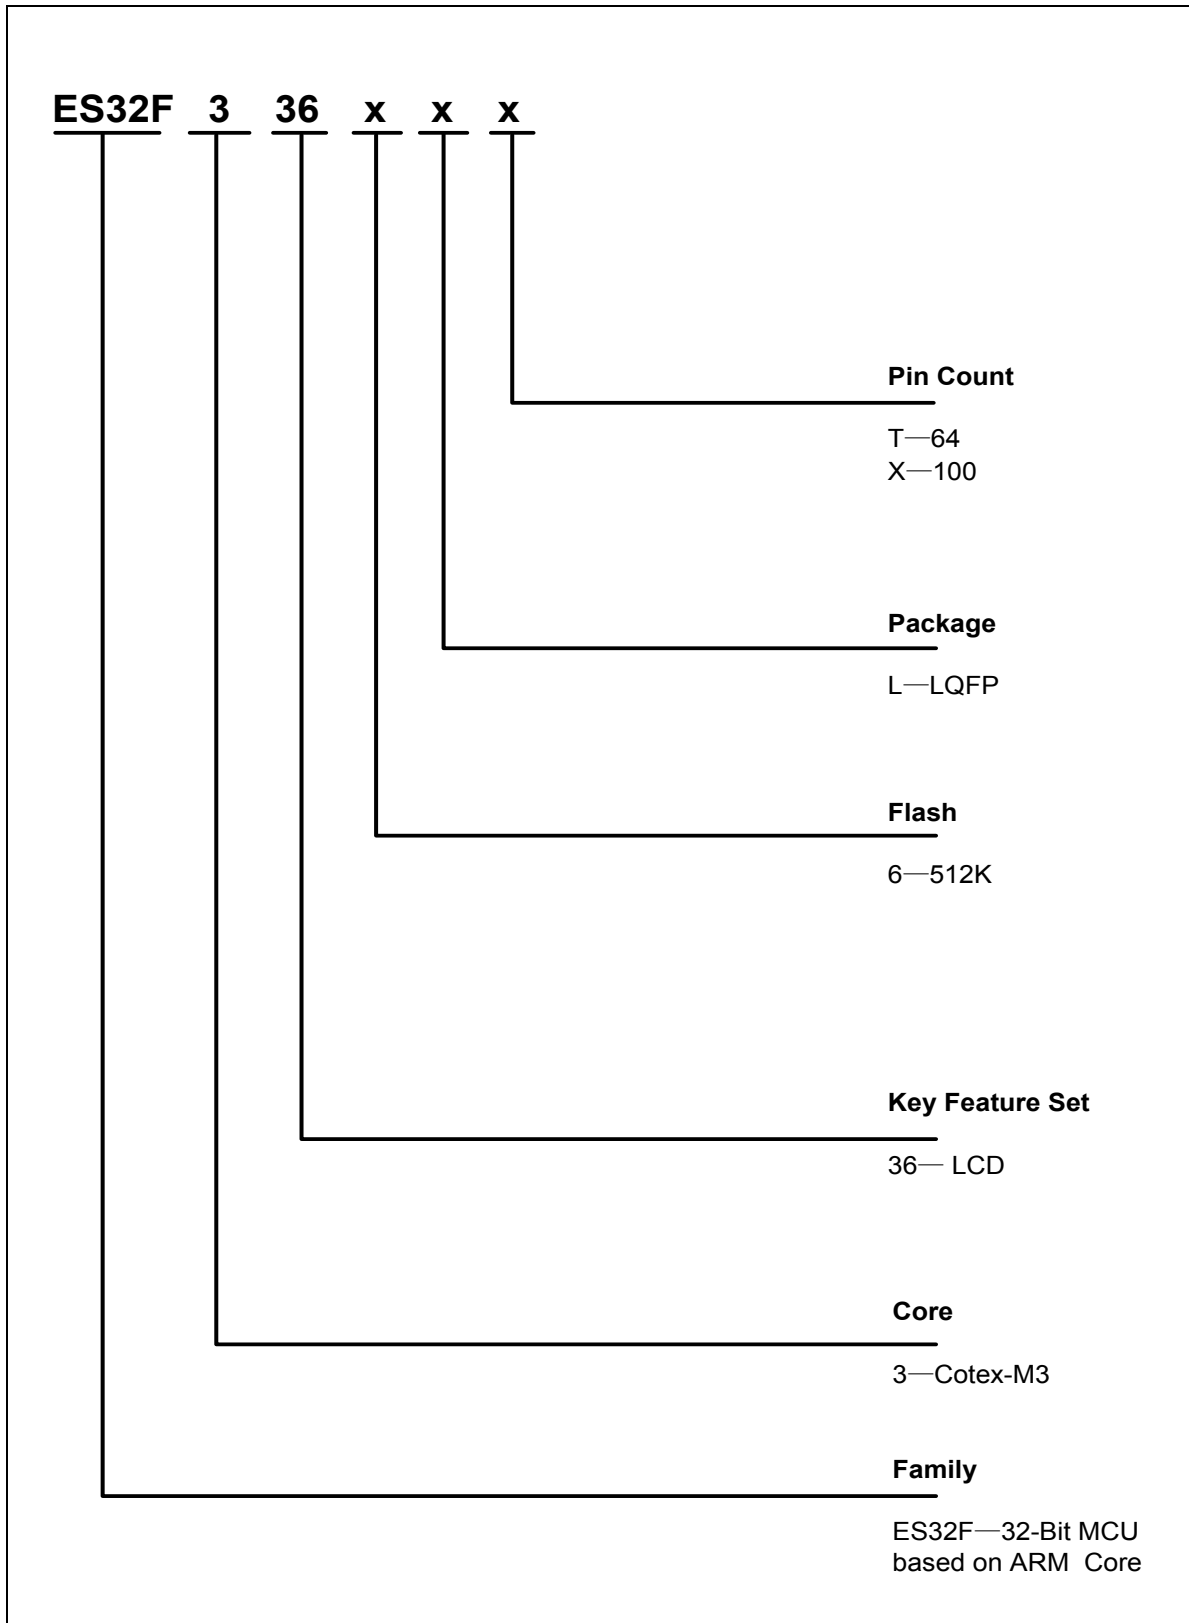 ES32F 3 36 x x x
Pin Count
T—64
X—100
Package
L—LQFP
Flash
6—512K
Key Feature Set
36— LCD
Core
3—Cotex-M3
Family
ES32F—32-Bit MCU
based on ARM Core